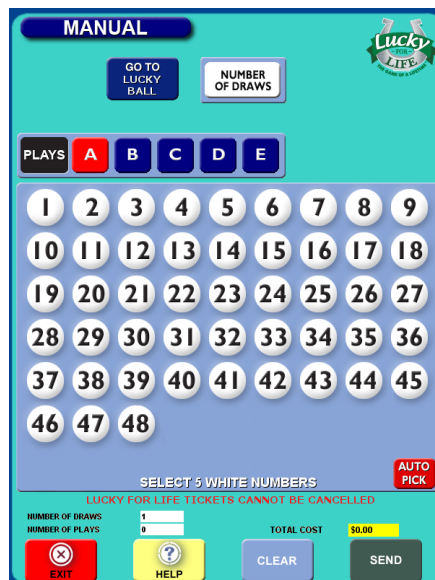 MANUAL
Lucky
FOR
LIFE
THE GAME OF A LIFETIME
GO TO
LUCKY
BALL
NUMBER
OF DRAWS
PLAYS A B C D E
1 2 3 4 5 6 7 8 9
10 11 12 13 14 15 16 17 18
19 20 21 22 23 24 25 26 27
28 29 30 31 32 33 34 35 36
37 38 39 40 41 42 43 44 45
46 47 48
SELECT 5 WHITE NUMBERS
AUTO
PICK
LUCKY FOR LIFE TICKETS CANNOT BE CANCELLED
NUMBER OF DRAWS 1
NUMBER OF PLAYS 0 TOTAL COST $0.00
EXIT ? HELP CLEAR SEND